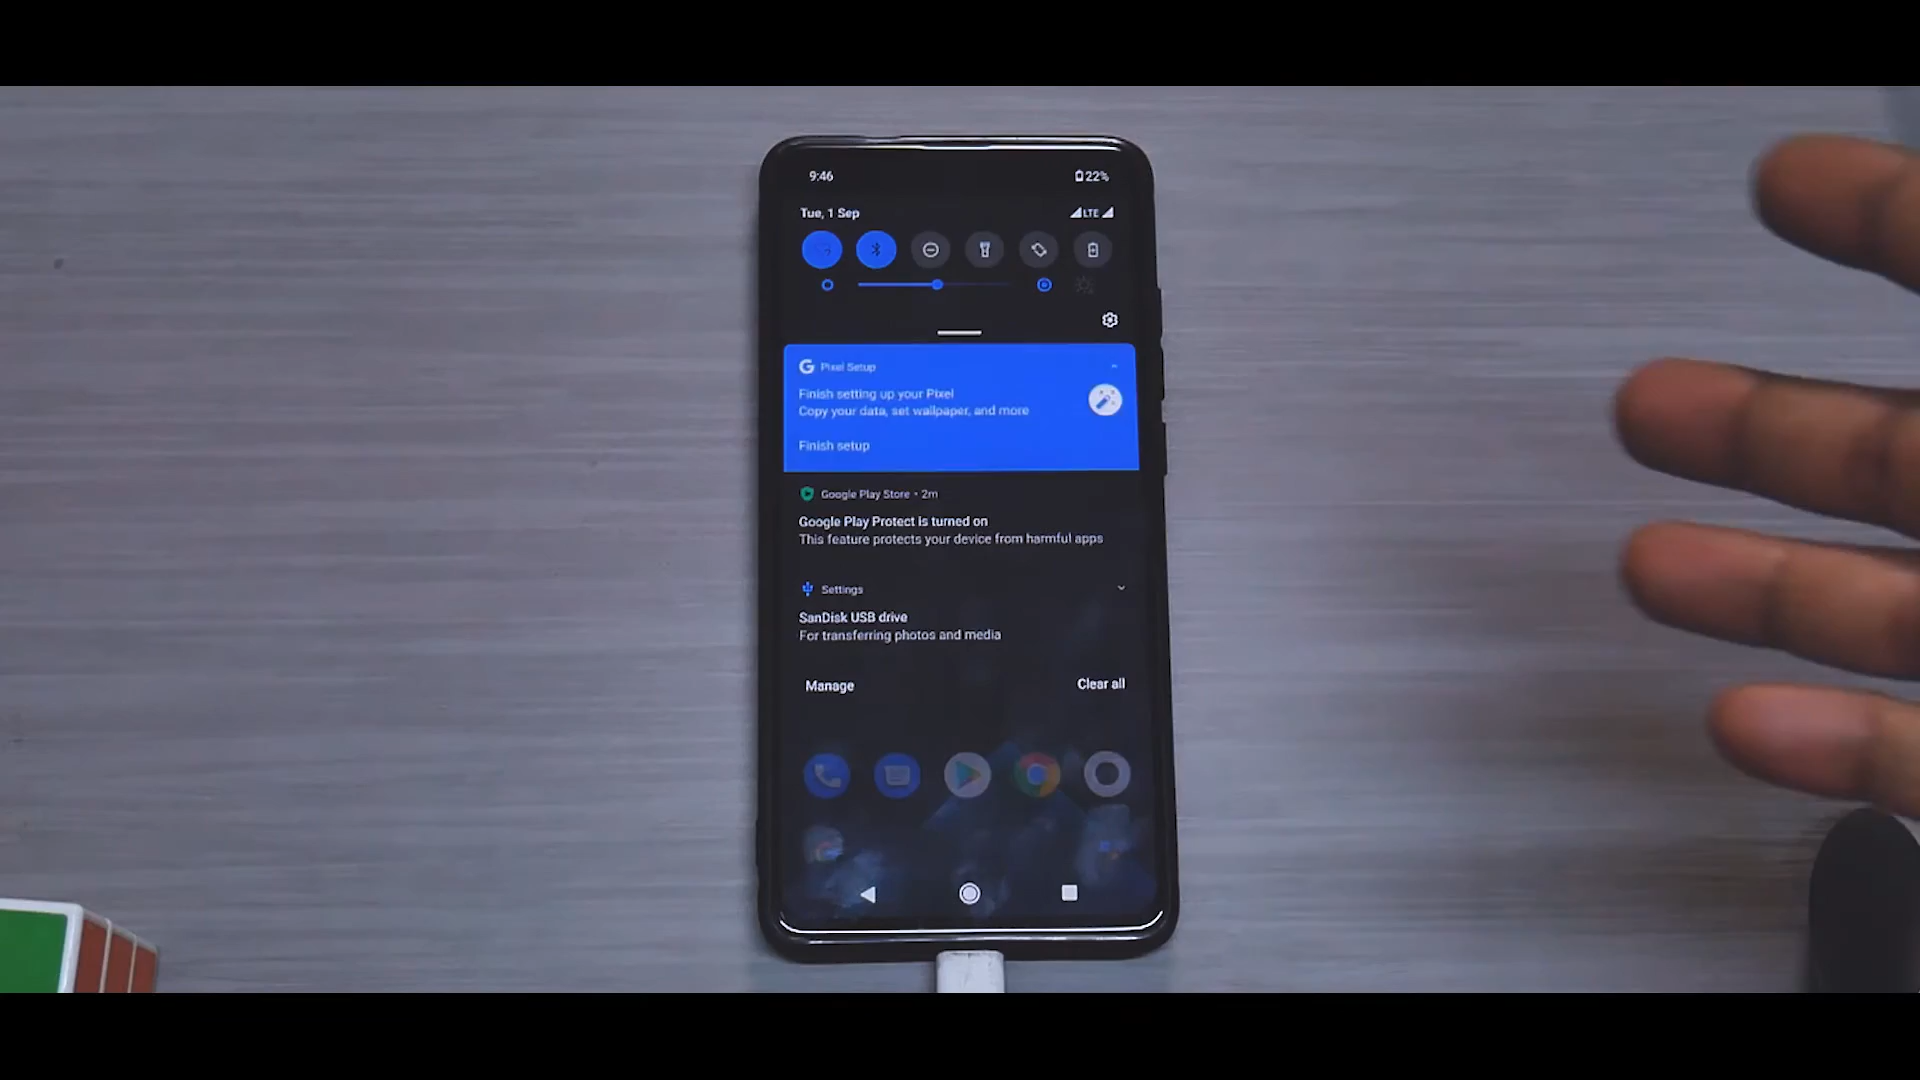 9:46
22%
Tue, 1 Sep
LTE
Pixel Setup
Finish setting up your Pixel
Copy your data, set wallpaper, and more
Finish setup
Google Play Store • 2m
Google Play Protect is turned on
This feature protects your device from harmful apps
Settings
SanDisk USB drive
For transferring photos and media
Manage
Clear all